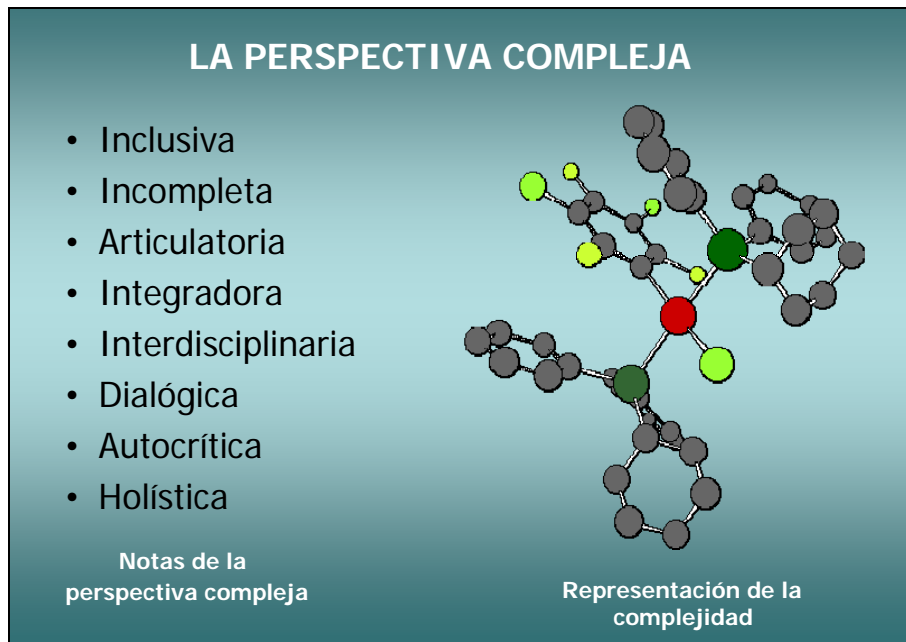 LA PERSPECTIVA COMPLEJA
• Inclusiva
• Incompleta
• Articulatoria
• Integradora
• Interdisciplinaria
• Dialógica
• Autocrítica
• Holística
Notas de la
perspectiva compleja
Representación de la
complejidad